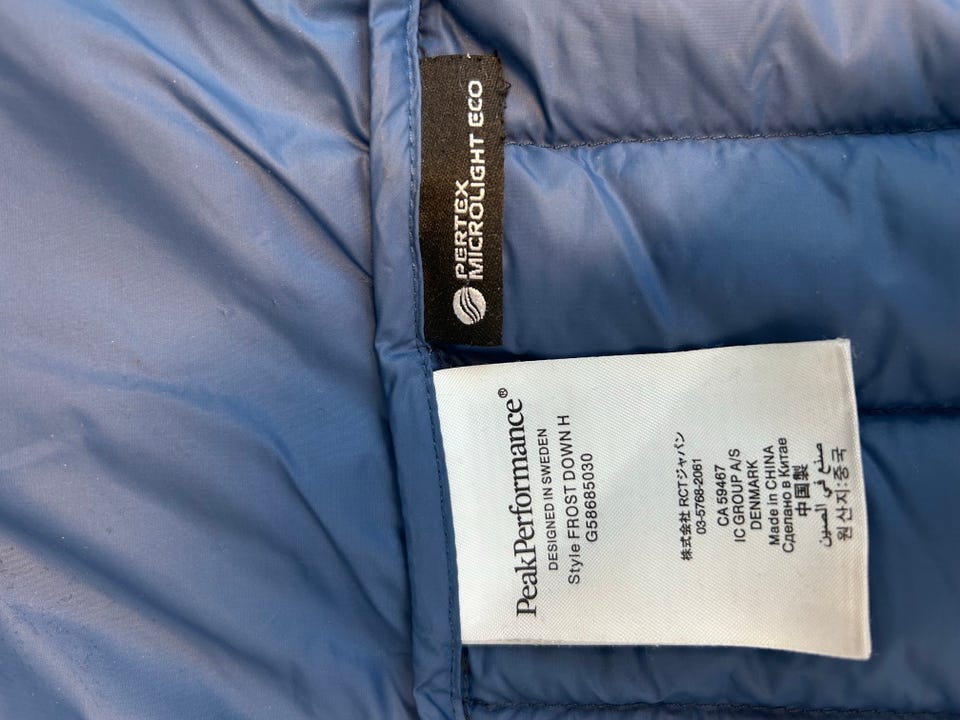 PERTEX
MICROLIGHT ECO
PeakPerformance®
DESIGNED IN SWEDEN
Style FROST DOWN H
G58685030
株式会社 RCTジャパン
03-5768-2061
CA 59467
IC GROUP A/S
DENMARK
Made in CHINA
Сделано в Китае
中国製
صنع في الصين
원산지:중국